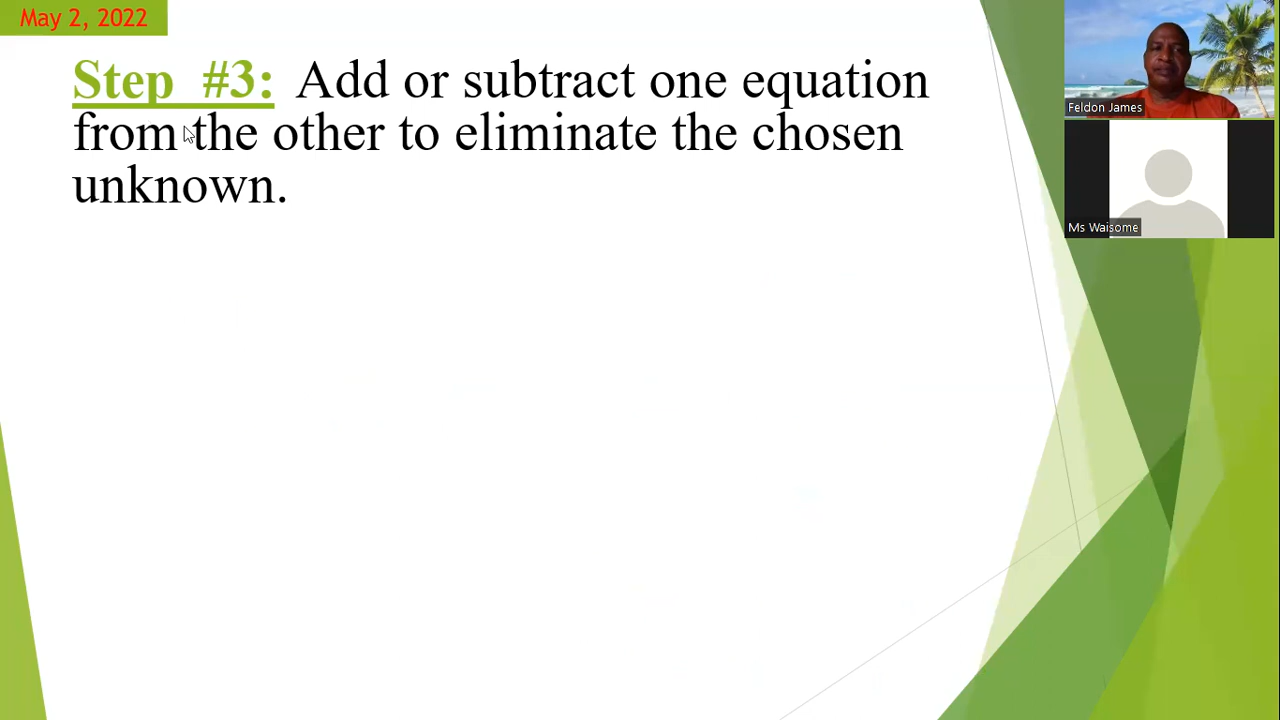 May 2, 2022
Step #3: Add or subtract one equation
from the other to eliminate the chosen
unknown.
Feldon James
Ms Waisome